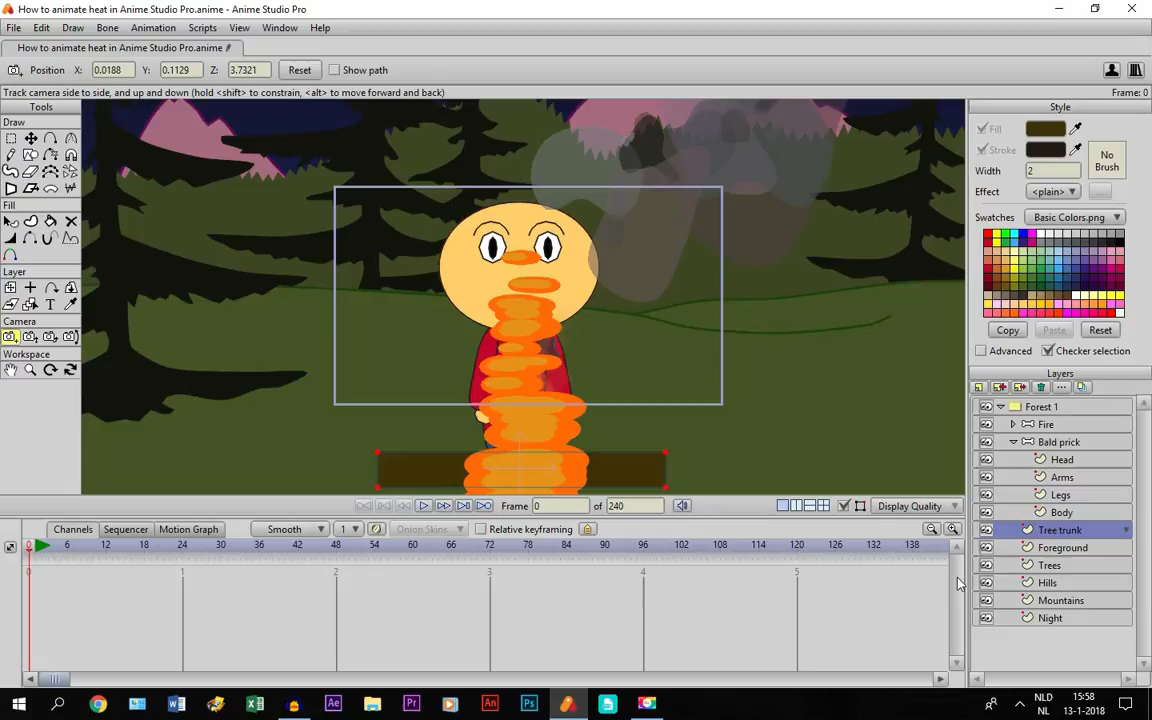 How to animate heat in Anime Studio Pro.anime - Anime Studio Pro
File Edit Draw Bone Animation Scripts View Window Help
How to animate heat in Anime Studio Pro.anime
Position X: 0.0188 Y: 0.1129 Z: 3.7321 Reset Show path
Track camera side to side, and up and down (hold <shift> to constrain, <alt> to move forward and back) Frame: 0
Tools
Draw
Fill
Layer
Camera
Workspace
Style
Fill
Stroke
No
Brush
Width 2
Effect <plain> ...
Swatches Basic Colors.png
Copy Paste Reset
Advanced Checker selection
Layers
Forest 1
Fire
Bald prick
Head
Arms
Legs
Body
Tree trunk
Foreground
Trees
Hills
Mountains
Night
Frame 0 of 240 Display Quality
Channels Sequencer Motion Graph Smooth 1 Onion Skins Relative keyframing
0 6 12 18 24 30 36 42 48 54 60 66 72 78 84 90 96 102 108 114 120 126 132 138
0 1 2 3 4 5
NLD 15:58
NL 13-1-2018